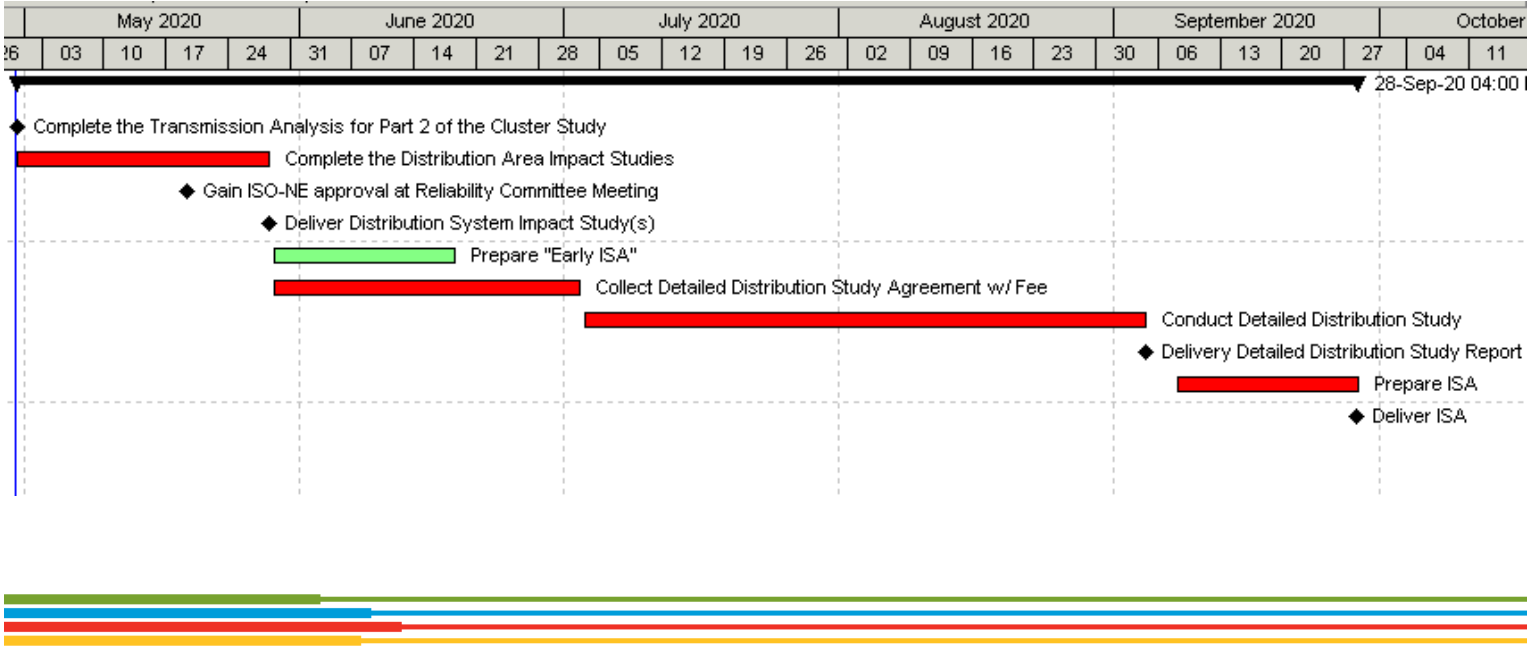 May 2020 June 2020 July 2020 August 2020 September 2020 October
26 03 10 17 24 31 07 14 21 28 05 12 19 26 02 09 16 23 30 06 13 20 27 04 11
28-Sep-20 04:00
Complete the Transmission Analysis for Part 2 of the Cluster Study
Complete the Distribution Area Impact Studies
Gain ISO-NE approval at Reliability Committee Meeting
Deliver Distribution System Impact Study(s)
Prepare "Early ISA"
Collect Detailed Distribution Study Agreement w/ Fee
Conduct Detailed Distribution Study
Delivery Detailed Distribution Study Report
Prepare ISA
Deliver ISA